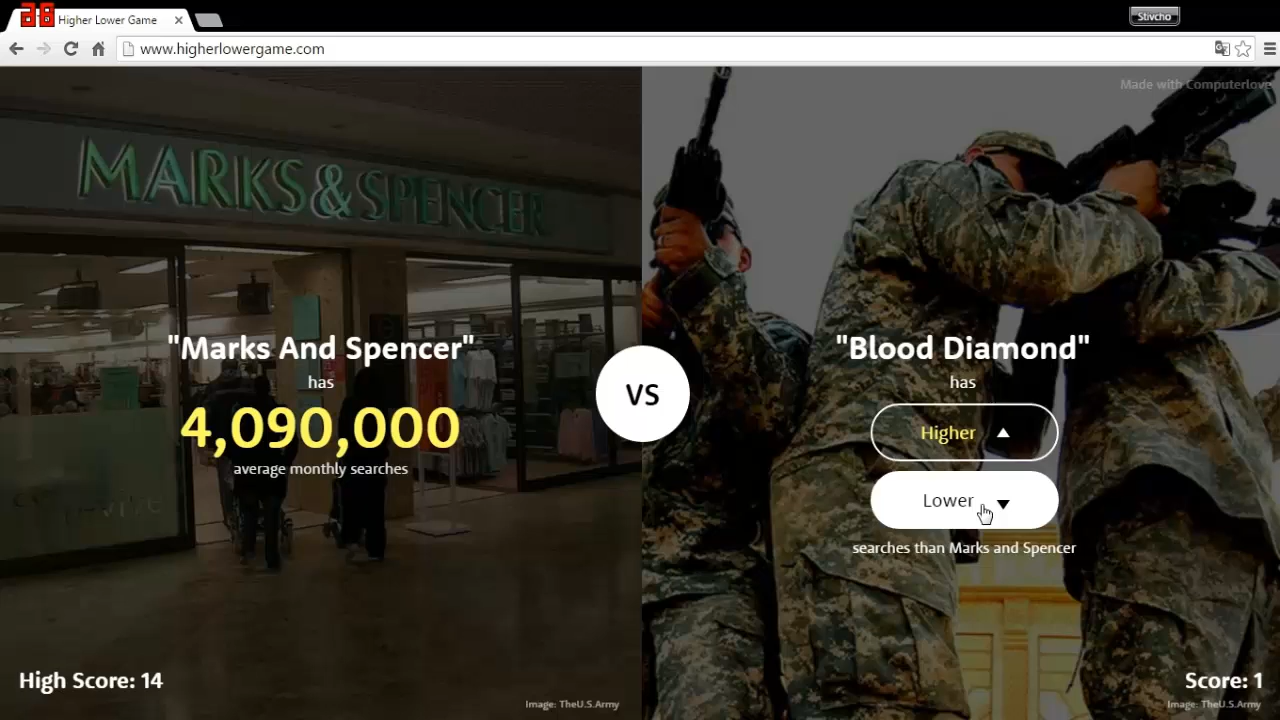 28
Higher Lower Game
Stivcho
www.higherlowergame.com
Made with Computerlove
MARKS & SPENCER
"Marks And Spencer"
has
4,090,000
average monthly searches
VS
"Blood Diamond"
has
Higher
Lower
searches than Marks and Spencer
High Score: 14
Score: 1
Image: TheU.S.Army
Image: TheU.S.Army